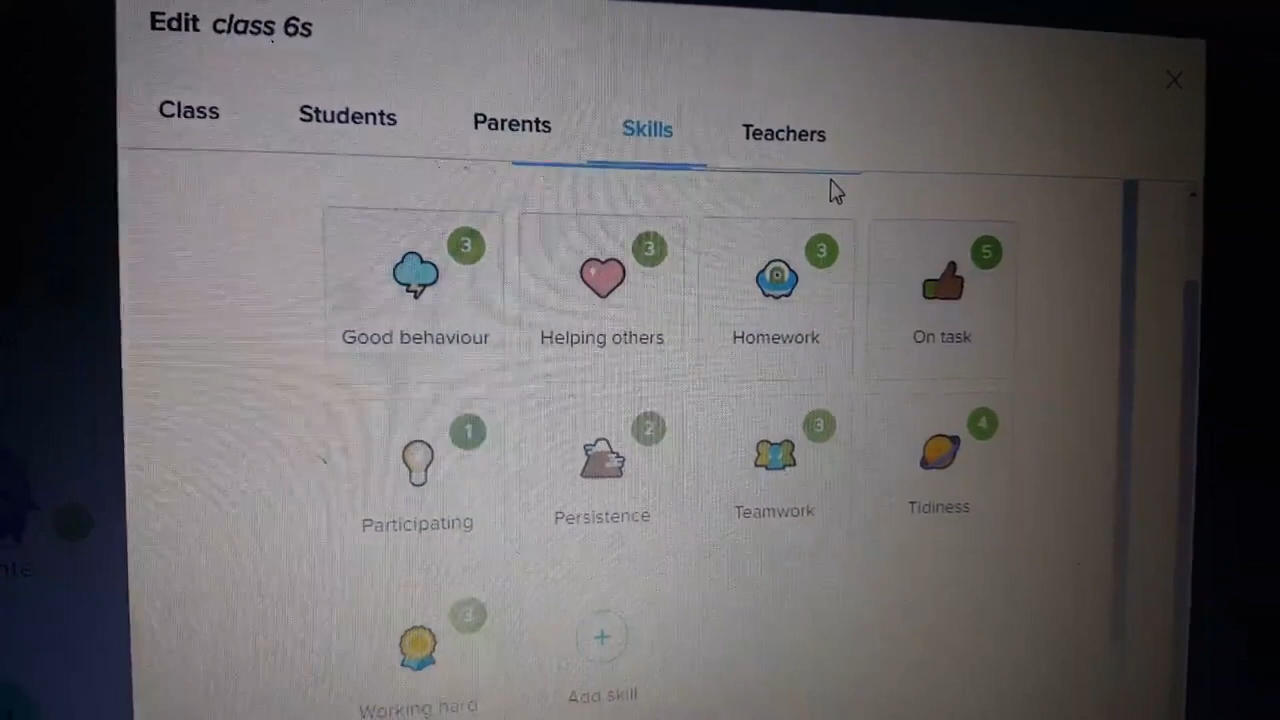 Edit class 6s
Class Students Parents Skills Teachers
3 3 3 5
Good behaviour Helping others Homework On task
1 2 3 4
Participating Persistence Teamwork Tidiness
3
Working hard Add skill